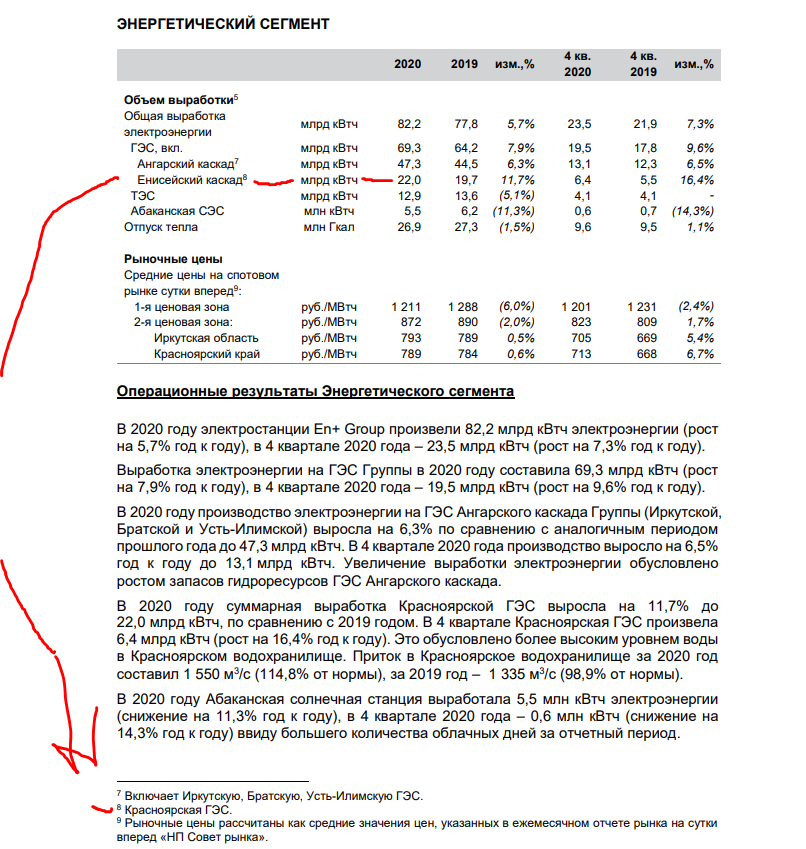 ЭНЕРГЕТИЧЕСКИЙ СЕГМЕНТ
2020 2019 изм.,% 4 кв. 2020 4 кв. 2019 изм.,%
Объем выработки⁵
Общая выработка
электроэнергии млрд кВтч 82,2 77,8 5,7% 23,5 21,9 7,3%
ГЭС, вкл. млрд кВтч 69,3 64,2 7,9% 19,5 17,8 9,6%
Ангарский каскад⁷ млрд кВтч 47,3 44,5 6,3% 13,1 12,3 6,5%
Енисейский каскад⁸ млрд кВтч 22,0 19,7 11,7% 6,4 5,5 16,4%
ТЭС млрд кВтч 12,9 13,6 (5,1%) 4,1 4,1 -
Абаканская СЭС млн кВтч 5,5 6,2 (11,3%) 0,6 0,7 (14,3%)
Отпуск тепла млн Гкал 26,9 27,3 (1,5%) 9,6 9,5 1,1%
Рыночные цены
Средние цены на спотовом
рынке сутки вперед⁹:
1-я ценовая зона руб./МВтч 1 211 1 288 (6,0%) 1 201 1 231 (2,4%)
2-я ценовая зона: руб./МВтч 872 890 (2,0%) 823 809 1,7%
Иркутская область руб./МВтч 793 789 0,5% 705 669 5,4%
Красноярский край руб./МВтч 789 784 0,6% 713 668 6,7%
Операционные результаты Энергетического сегмента
В 2020 году электростанции En+ Group произвели 82,2 млрд кВтч электроэнергии (рост
на 5,7% год к году), в 4 квартале 2020 года – 23,5 млрд кВтч (рост на 7,3% год к году).
Выработка электроэнергии на ГЭС Группы в 2020 году составила 69,3 млрд кВтч (рост
на 7,9% год к году), в 4 квартале 2020 года – 19,5 млрд кВтч (рост на 9,6% год к году).
В 2020 году производство электроэнергии на ГЭС Ангарского каскада Группы (Иркутской,
Братской и Усть-Илимской) выросла на 6,3% по сравнению с аналогичным периодом
прошлого года до 47,3 млрд кВтч. В 4 квартале 2020 года производство выросло на 6,5%
год к году до 13,1 млрд кВтч. Увеличение выработки электроэнергии обусловлено
ростом запасов гидроресурсов ГЭС Ангарского каскада.
В 2020 году суммарная выработка Красноярской ГЭС выросла на 11,7% до
22,0 млрд кВтч, по сравнению с 2019 годом. В 4 квартале Красноярская ГЭС произвела
6,4 млрд кВтч (рост на 16,4% год к году). Это обусловлено более высоким уровнем воды
в Красноярском водохранилище. Приток в Красноярское водохранилище за 2020 год
составил 1 550 м³/с (114,8% от нормы), за 2019 год – 1 335 м³/с (98,9% от нормы).
В 2020 году Абаканская солнечная станция выработала 5,5 млн кВтч электроэнергии
(снижение на 11,3% год к году), в 4 квартале 2020 года – 0,6 млн кВтч (снижение на
14,3% год к году) ввиду большего количества облачных дней за отчетный период.
⁷ Включает Иркутскую, Братскую, Усть-Илимскую ГЭС.
⁸ Красноярская ГЭС.
⁹ Рыночные цены рассчитаны как средние значения цен, указанных в ежемесячном отчете рынка на сутки
вперед «НП Совет рынка».